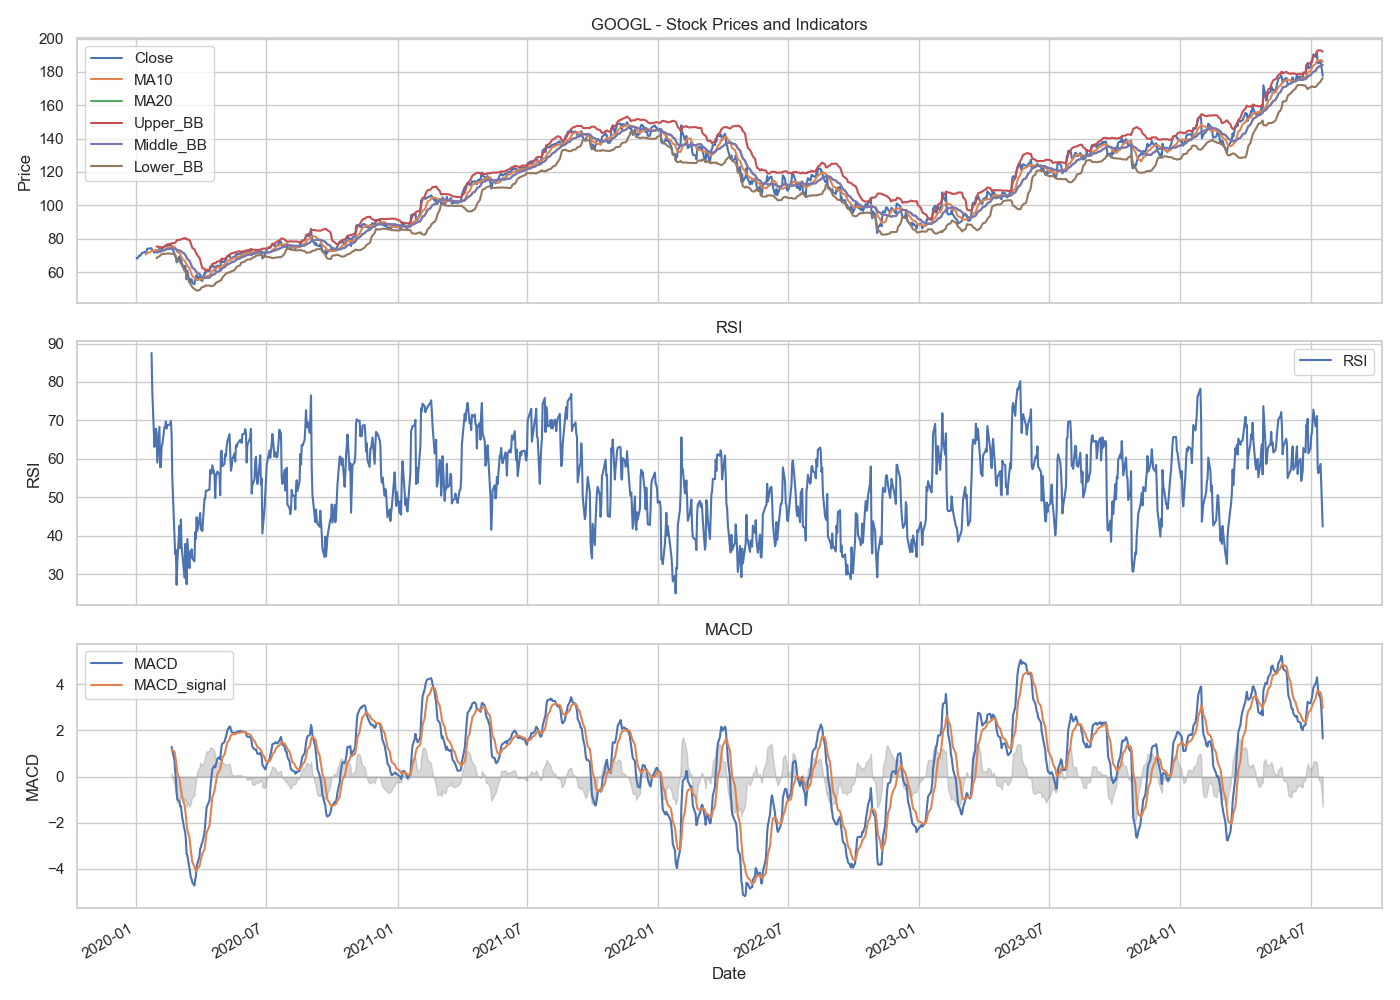 GOOGL - Stock Prices and Indicators
200
180
160
140
120
100
80
60
Price
Close
MA10
MA20
Upper_BB
Middle_BB
Lower_BB
RSI
90
80
70
60
50
40
30
RSI
RSI
MACD
4
2
0
−2
−4
MACD
MACD
MACD_signal
2020-01
2020-07
2021-01
2021-07
2022-01
2022-07
2023-01
2023-07
2024-01
2024-07
Date